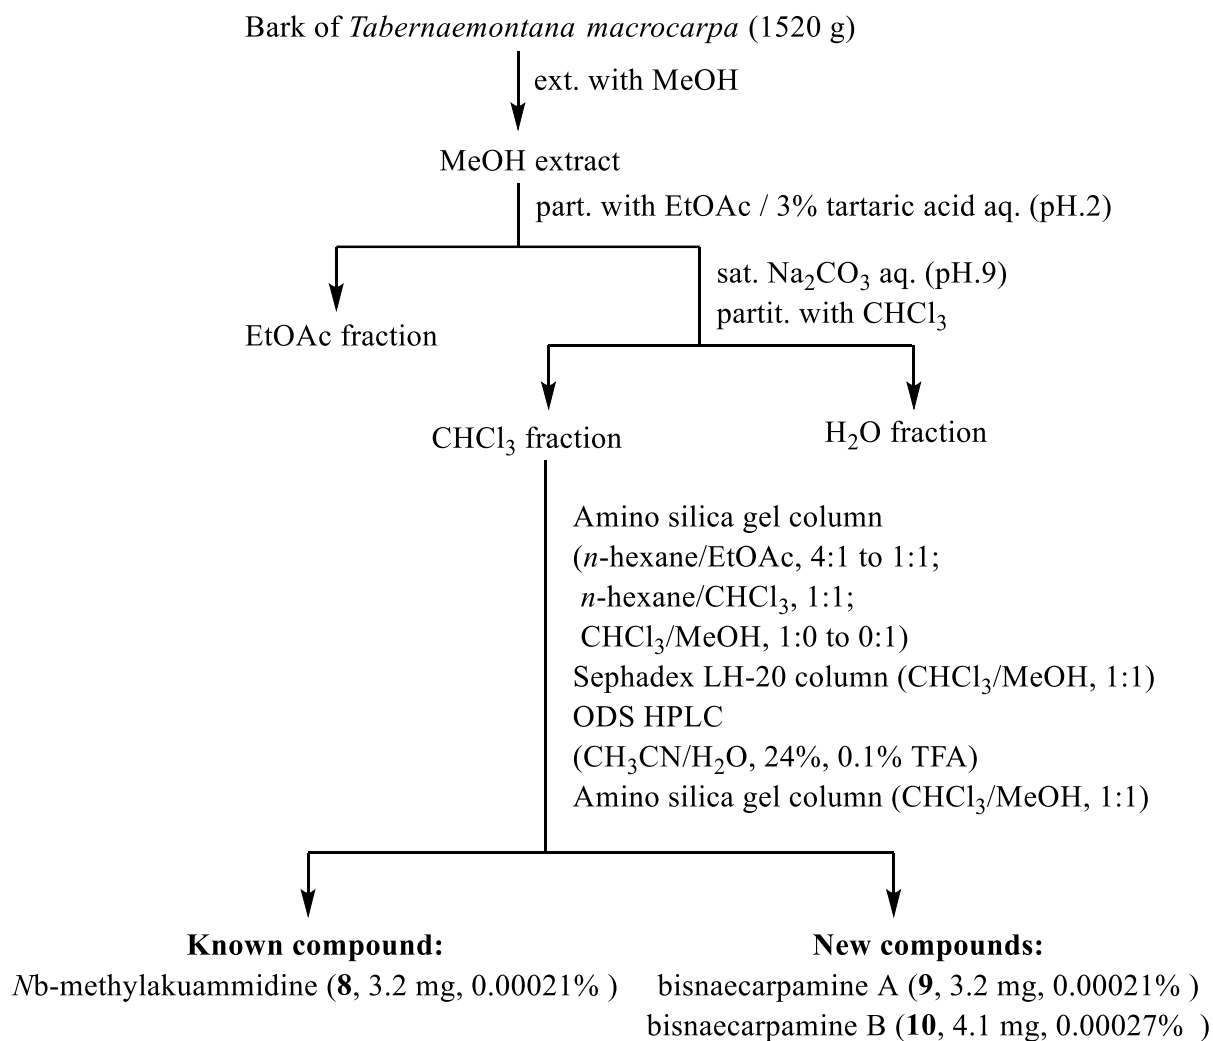 Bark of Tabernaemontana macrocarpa (1520 g)
ext. with MeOH
MeOH extract
part. with EtOAc / 3% tartaric acid aq. (pH.2)
sat. Na₂CO₃ aq. (pH.9)
partit. with CHCl₃
EtOAc fraction
CHCl₃ fraction
H₂O fraction
Amino silica gel column
(n-hexane/EtOAc, 4:1 to 1:1;
n-hexane/CHCl₃, 1:1;
CHCl₃/MeOH, 1:0 to 0:1)
Sephadex LH-20 column (CHCl₃/MeOH, 1:1)
ODS HPLC
(CH₃CN/H₂O, 24%, 0.1% TFA)
Amino silica gel column (CHCl₃/MeOH, 1:1)
Known compound:
Nb-methylakuammidine (8, 3.2 mg, 0.00021% )
New compounds:
bisnaecarpamine A (9, 3.2 mg, 0.00021% )
bisnaecarpamine B (10, 4.1 mg, 0.00027% )